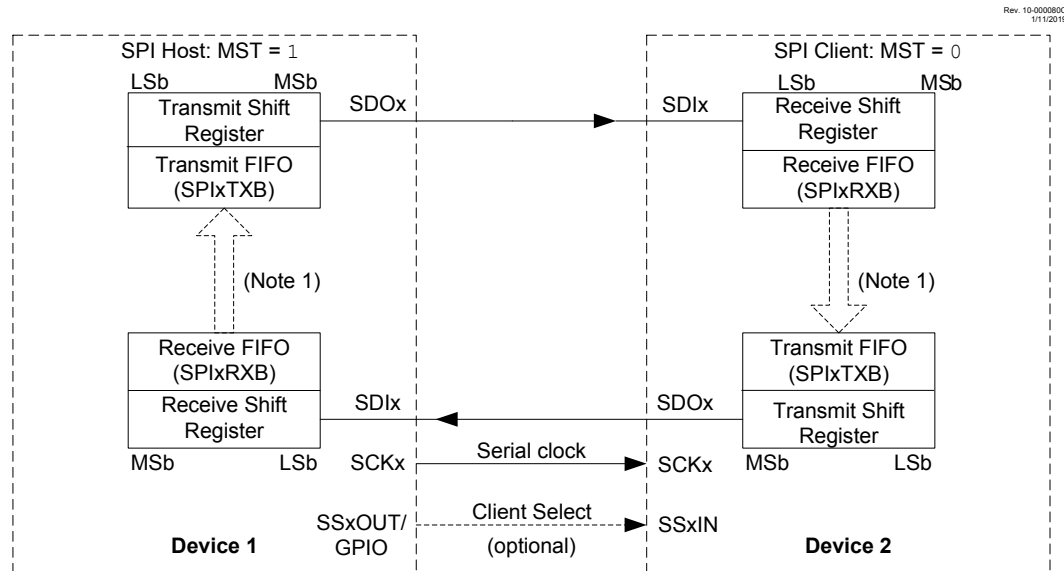 Rev. 10-000080C
1/11/2019
SPI Host: MST = 1
SPI Client: MST = 0
LSb MSb
LSb MSb
Transmit Shift
Register
SDOx
SDIx
Receive Shift
Register
Transmit FIFO
(SPIxTXB)
Receive FIFO
(SPIxRXB)
(Note 1)
(Note 1)
Receive FIFO
(SPIxRXB)
Transmit FIFO
(SPIxTXB)
Receive Shift
Register
SDIx
SDOx
Transmit Shift
Register
MSb LSb
SCKx
Serial clock
SCKx
MSb LSb
SSxOUT/
GPIO
Client Select
(optional)
SSxIN
Device 1
Device 2